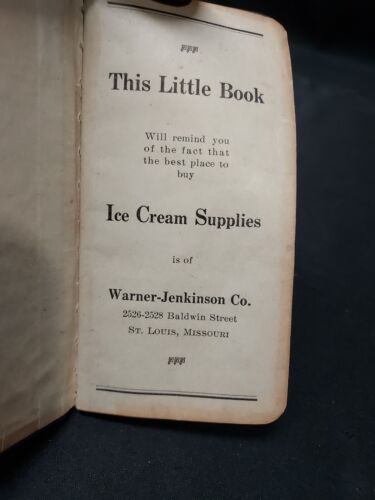 This Little Book
Will remind you
of the fact that
the best place to
buy
Ice Cream Supplies
is of
Warner-Jenkinson Co.
2526-2528 Baldwin Street
St. Louis, Missouri